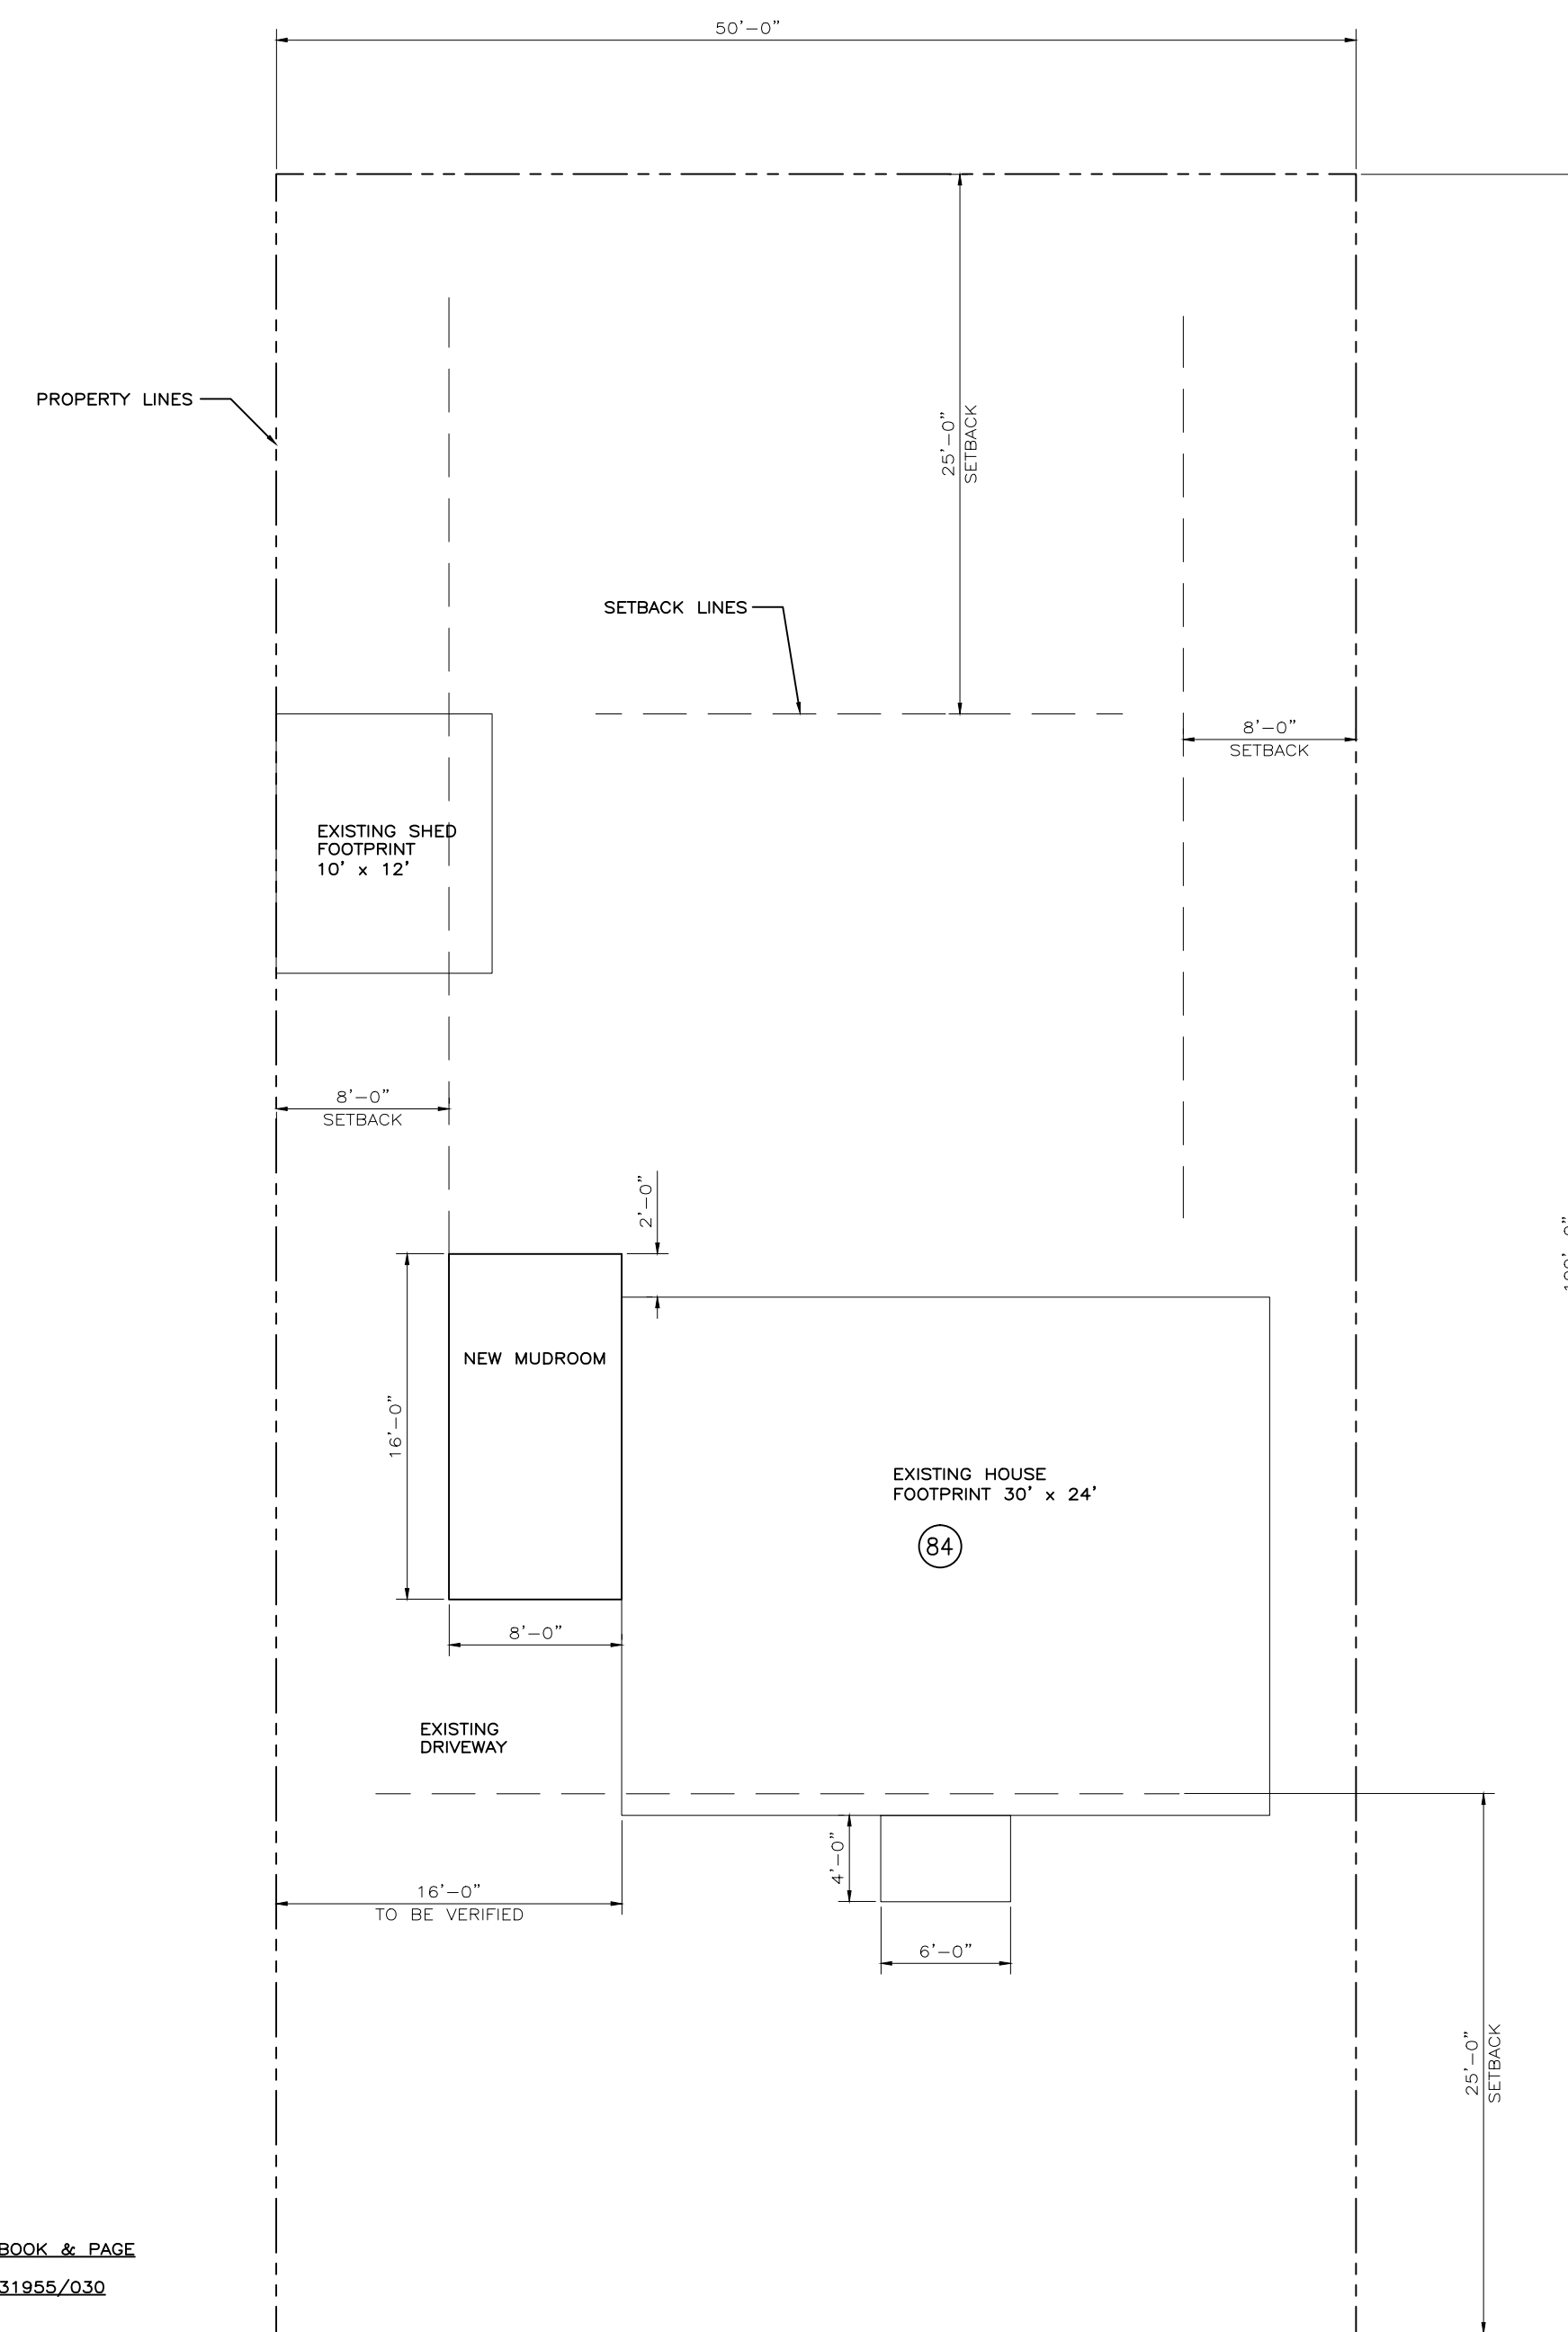 50'-0"
PROPERTY LINES
25'-0"
SETBACK
SETBACK LINES
8'-0"
SETBACK
EXISTING SHED
FOOTPRINT
10' x 12'
8'-0"
SETBACK
2'-0"
NEW MUDROOM
16'-0"
EXISTING HOUSE
FOOTPRINT 30' x 24'
84
8'-0"
EXISTING
DRIVEWAY
4'-0"
16'-0"
TO BE VERIFIED
6'-0"
25'-0"
SETBACK
BOOK & PAGE
31955/030